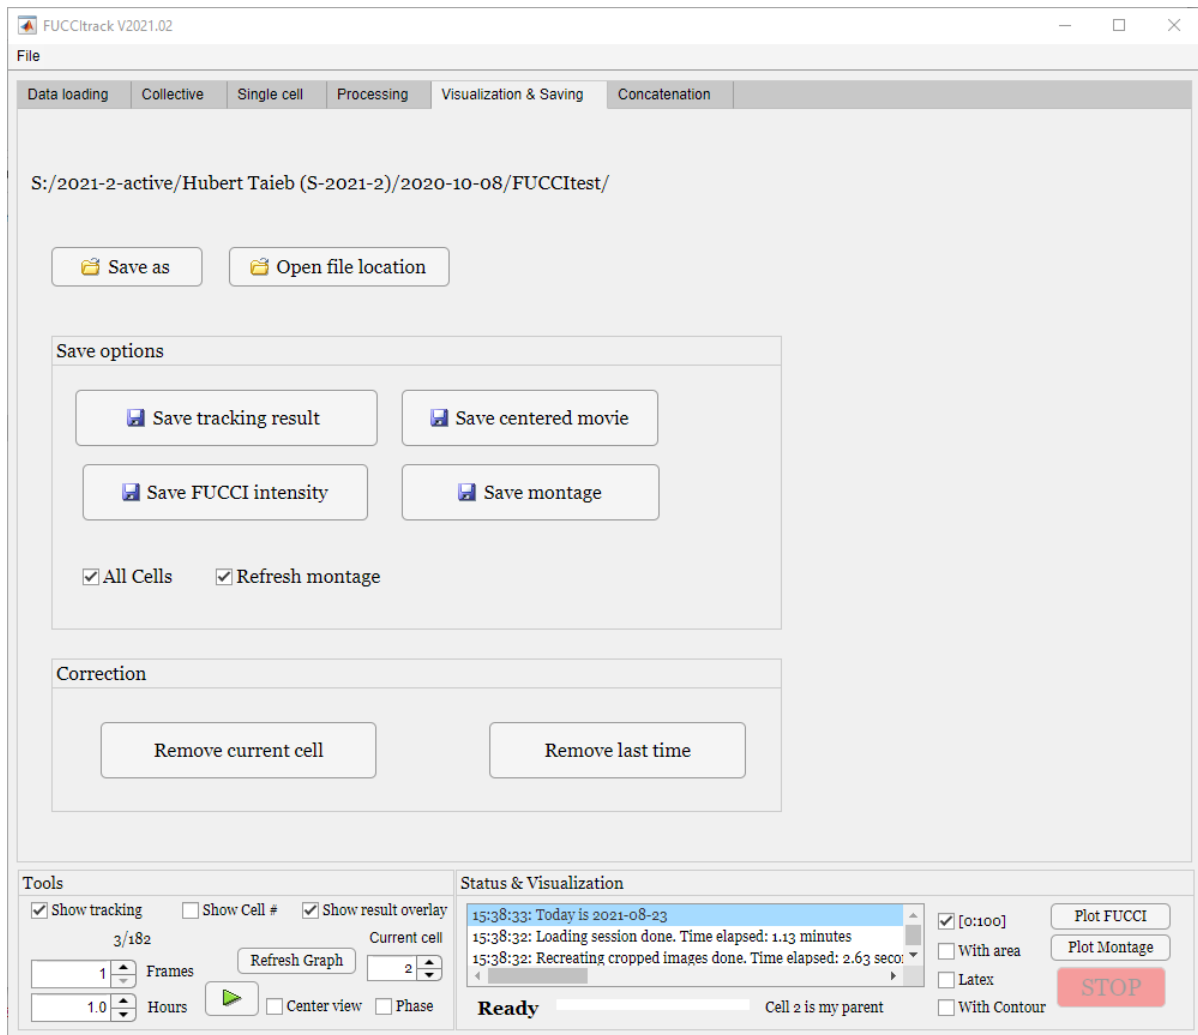 FUCCItrack V2021.02
File
Data loading Collective Single cell Processing Visualization & Saving Concatenation
S:/2021-2-active/Hubert Taieb (S-2021-2)/2020-10-08/FUCCItest/
Save as Open file location
Save options
Save tracking result Save centered movie
Save FUCCI intensity Save montage
All Cells Refresh montage
Correction
Remove current cell Remove last time
Tools
Show tracking Show Cell # Show result overlay
3/182 Current cell
Refresh Graph
1 Frames 2
1.0 Hours Center view Phase
Status & Visualization
15:38:33: Today is 2021-08-23
15:38:32: Loading session done. Time elapsed: 1.13 minutes
15:38:32: Recreating cropped images done. Time elapsed: 2.63 secor
Ready Cell 2 is my parent
[0:100] Plot FUCCI
With area Plot Montage
Latex STOP
With Contour